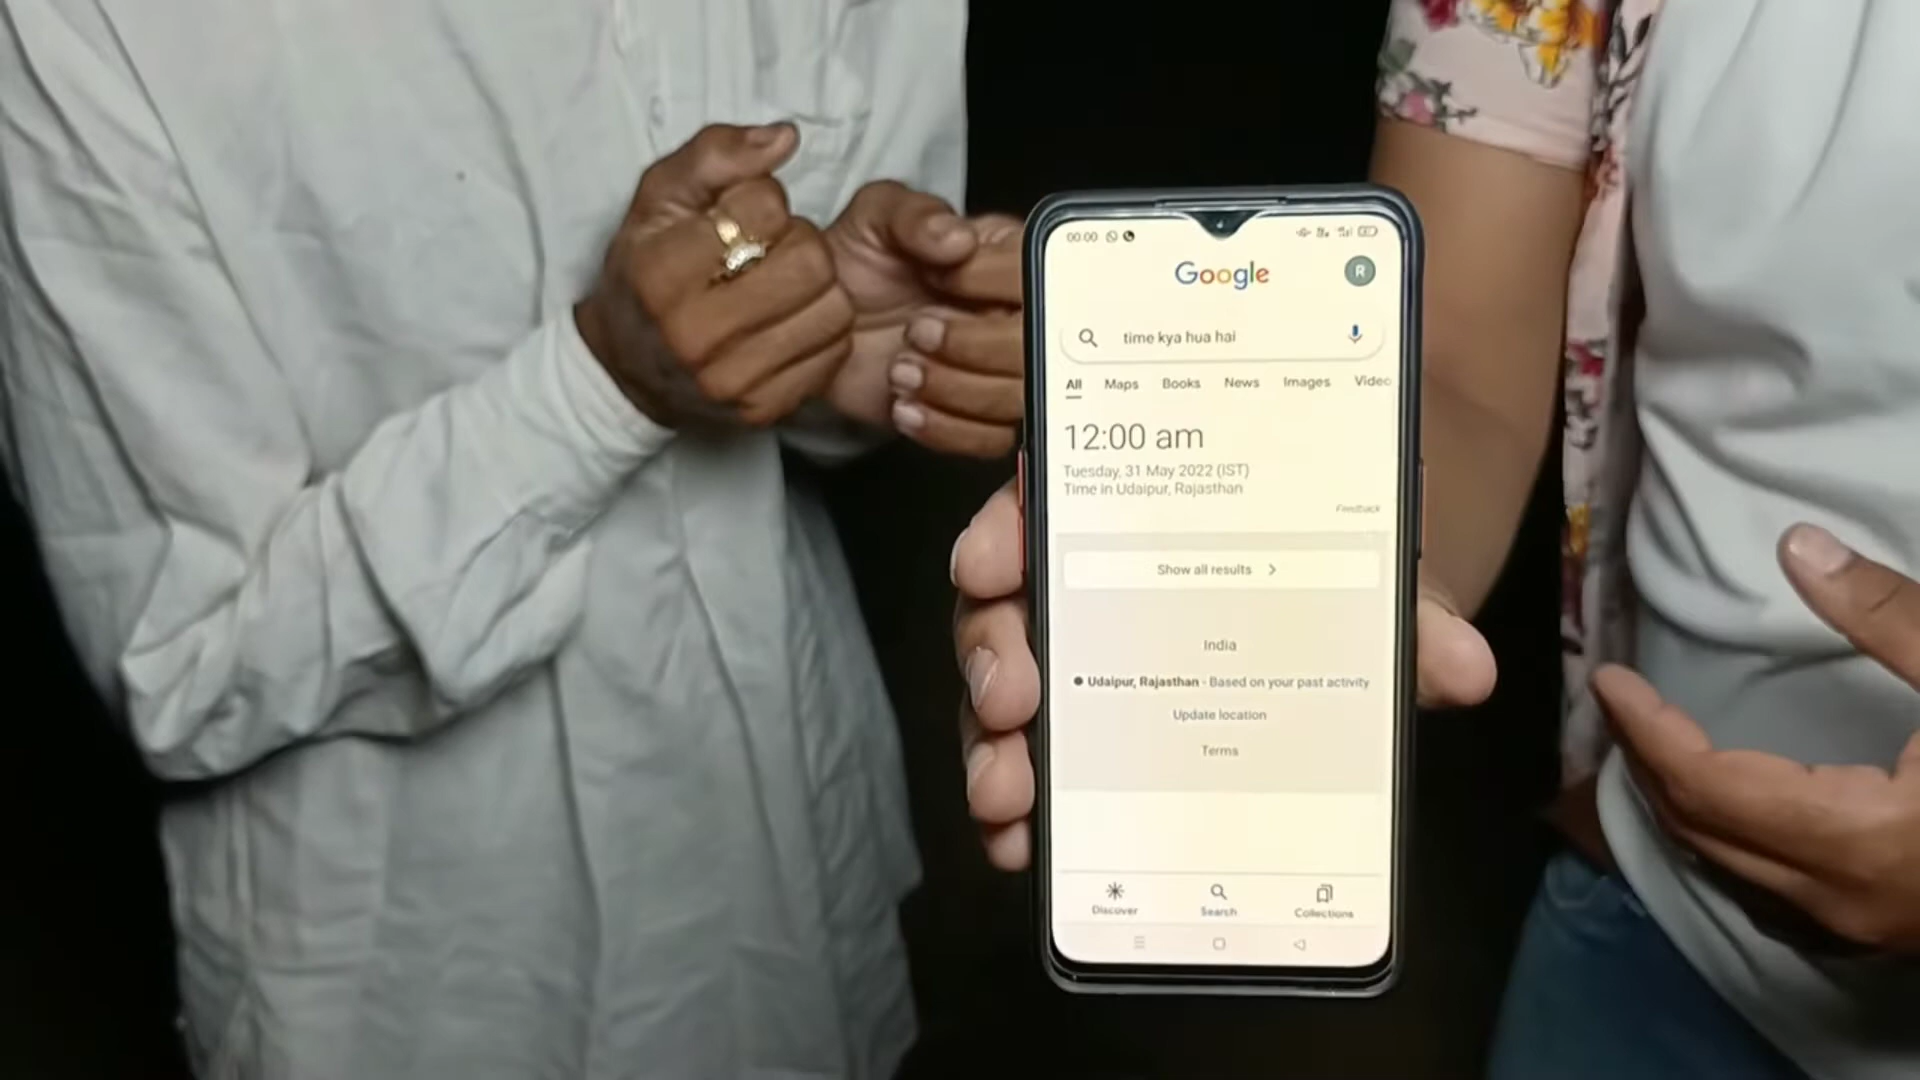 00:00
Google
R
time kya hua hai
All Maps Books News Images Video
12:00 am
Tuesday, 31 May 2022 (IST)
Time in Udaipur, Rajasthan
Feedback
Show all results
India
Udaipur, Rajasthan - Based on your past activity
Update location
Terms
Discover Search Collections